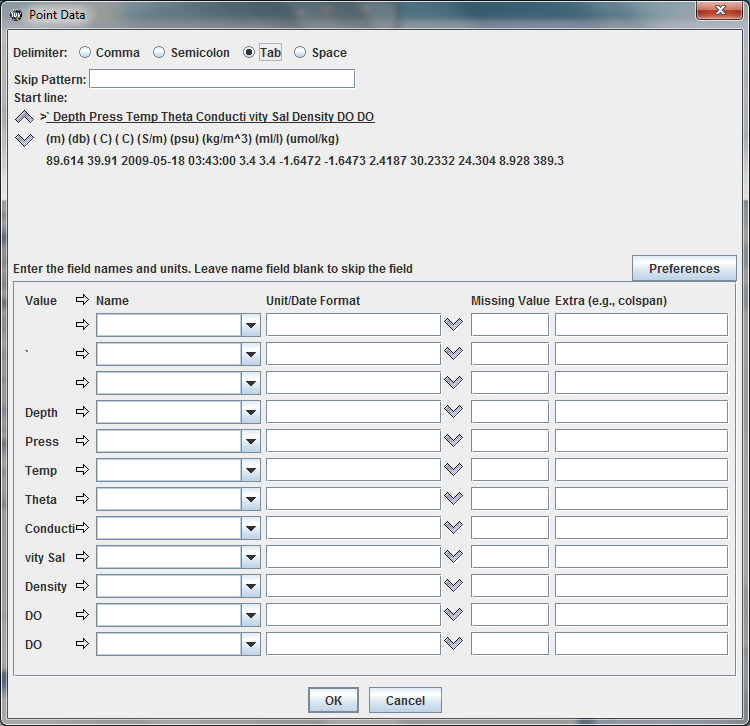 Point Data
Delimiter: Comma Semicolon Tab Space
Skip Pattern:
Start line:
>` Depth Press Temp Theta Conducti vity Sal Density DO DO
(m) (db) ( C) ( C) (S/m) (psu) (kg/m^3) (ml/l) (umol/kg)
89.614 39.91 2009-05-18 03:43:00 3.4 3.4 -1.6472 -1.6473 2.4187 30.2332 24.304 8.928 389.3
Enter the field names and units. Leave name field blank to skip the field
Preferences
Value Name Unit/Date Format Missing Value Extra (e.g., colspan)
`
Depth
Press
Temp
Theta
Conducti
vity Sal
Density
DO
DO
OK Cancel